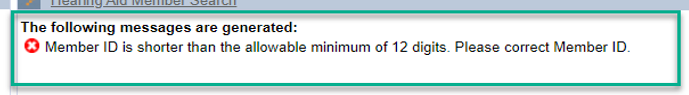 Hearing Aid Member Search
The following messages are generated:
Member ID is shorter than the allowable minimum of 12 digits. Please correct Member ID.